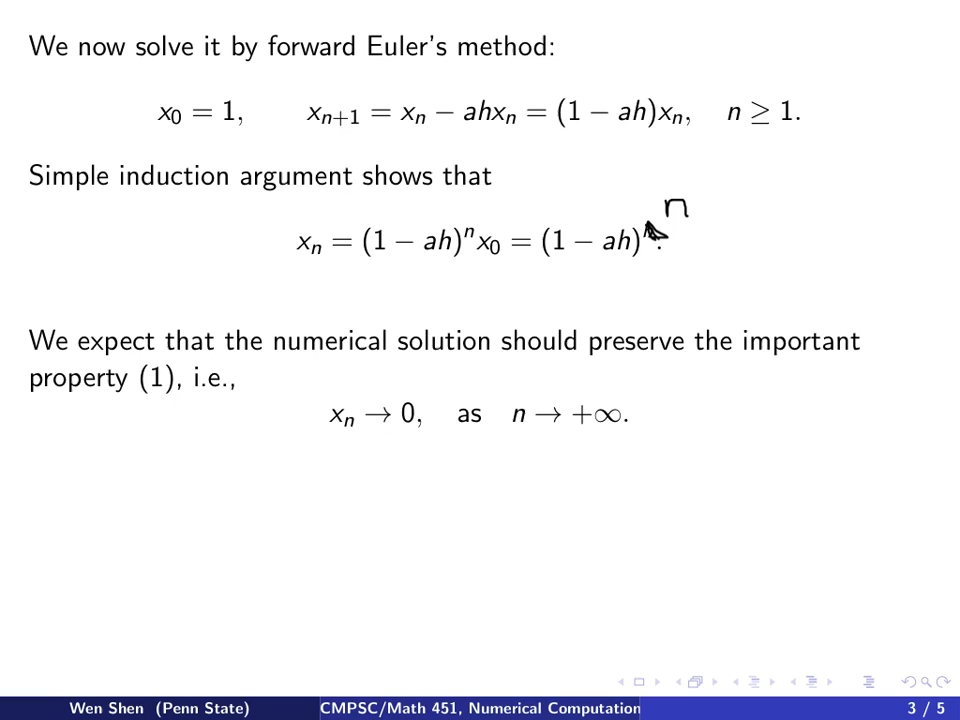 We now solve it by forward Euler's method:
x₀ = 1, xₙ₊₁ = xₙ − ahxₙ = (1 − ah)xₙ, n ≥ 1.
Simple induction argument shows that
n
xₙ = (1 − ah)ⁿx₀ = (1 − ah)ⁿ.
We expect that the numerical solution should preserve the important
property (1), i.e.,
xₙ → 0, as n → +∞.
Wen Shen (Penn State) CMPSC/Math 451, Numerical Computation 3 / 5